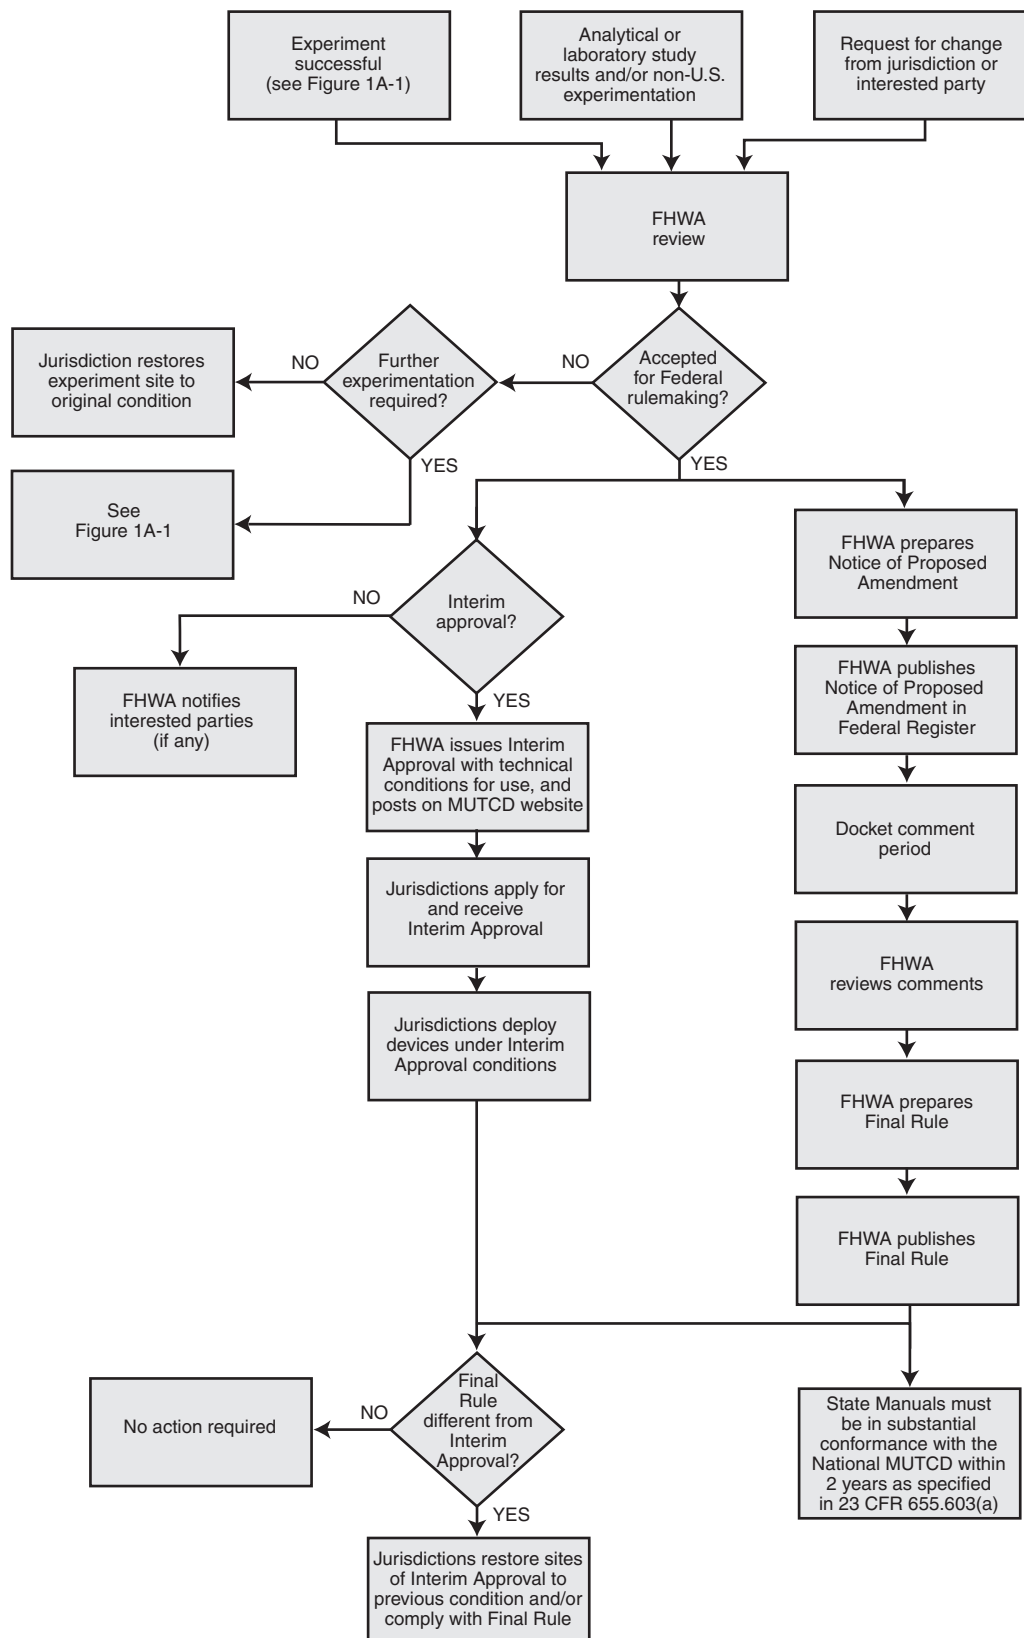 Experiment
successful
(see Figure 1A-1)
Analytical or
laboratory study
results and/or non-U.S.
experimentation
Request for change
from jurisdiction or
interested party
FHWA
review
Accepted
for Federal
rulemaking?
NO
Further
experimentation
required?
NO
Jurisdiction restores
experiment site to
original condition
YES
See
Figure 1A-1
YES
Interim
approval?
NO
FHWA notifies
interested parties
(if any)
YES
FHWA issues Interim
Approval with technical
conditions for use, and
posts on MUTCD website
Jurisdictions apply for
and receive
Interim Approval
Jurisdictions deploy
devices under Interim
Approval conditions
FHWA prepares
Notice of Proposed
Amendment
FHWA publishes
Notice of Proposed
Amendment in
Federal Register
Docket comment
period
FHWA
reviews comments
FHWA prepares
Final Rule
FHWA publishes
Final Rule
Final
Rule
different from
Interim
Approval?
NO
No action required
YES
Jurisdictions restore sites
of Interim Approval to
previous condition and/or
comply with Final Rule
State Manuals must
be in substantial
conformance with the
National MUTCD within
2 years as specified
in 23 CFR 655.603(a)